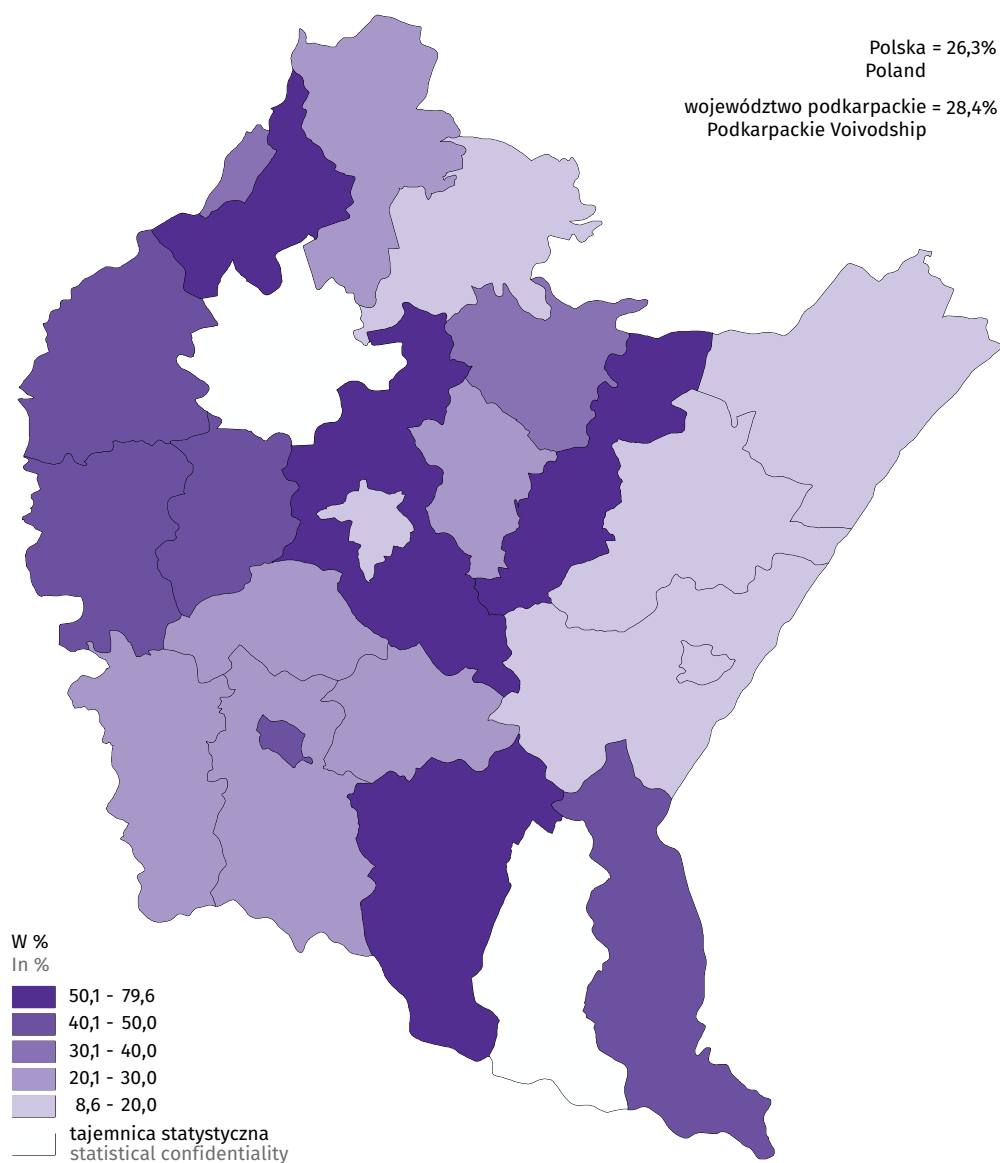 Polska = 26,3%
Poland
województwo podkarpackie = 28,4%
Podkarpackie Voivodship
W %
In %
50,1 - 79,6
40,1 - 50,0
30,1 - 40,0
20,1 - 30,0
8,6 - 20,0
tajemnica statystyczna
statistical confidentiality